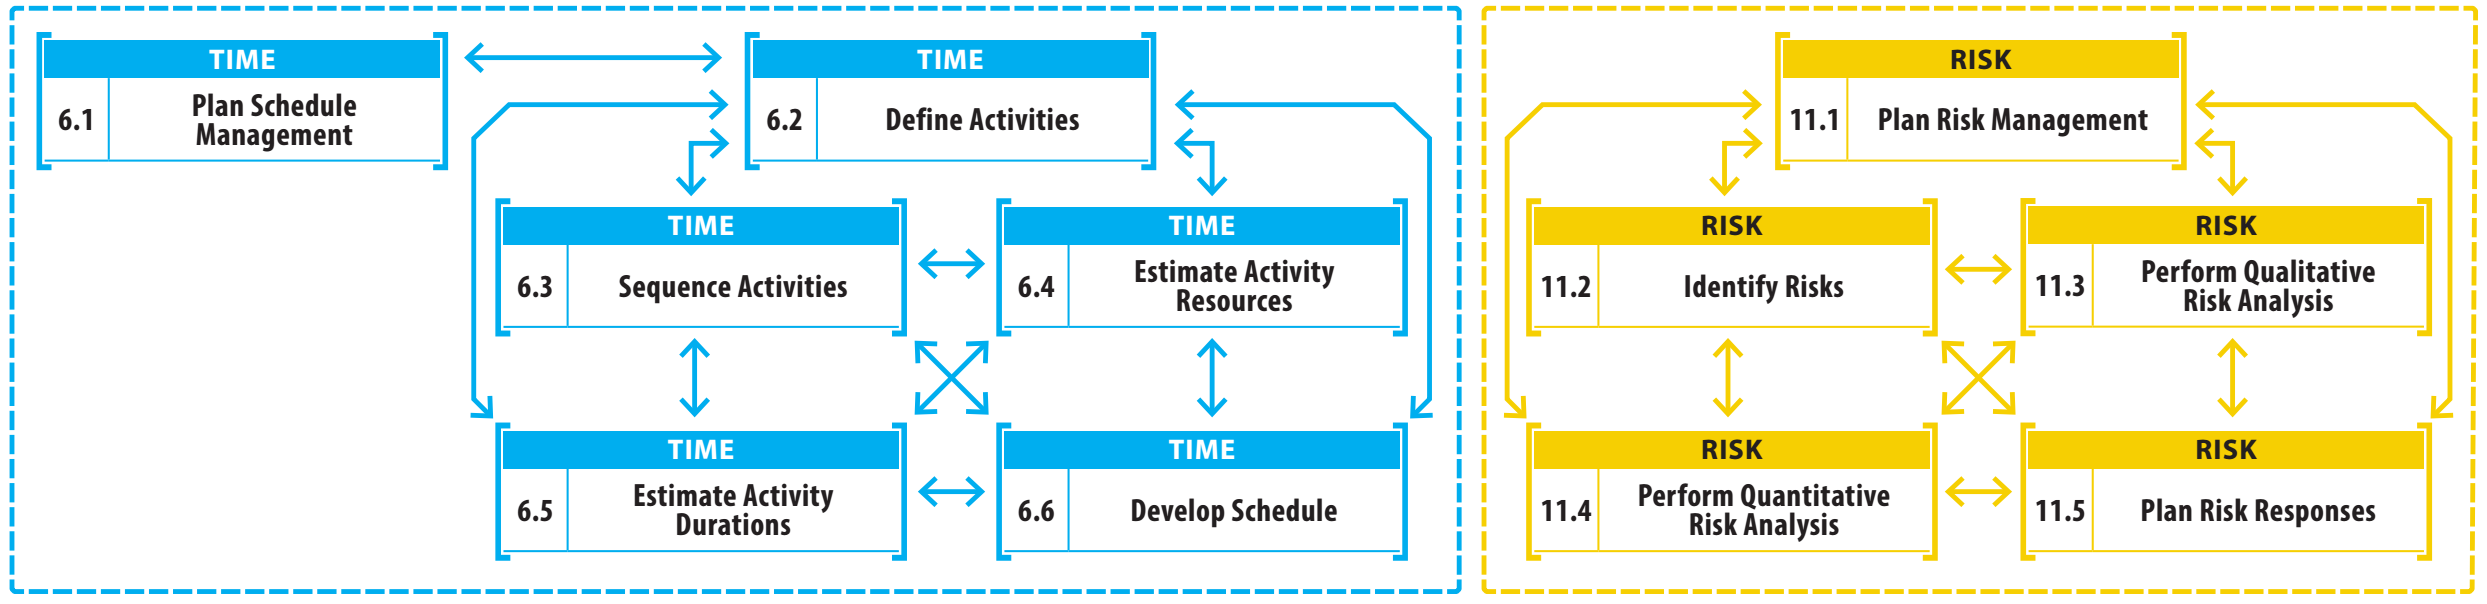 TIME
6.1
Plan Schedule
Management
TIME
6.2
Define Activities
TIME
6.3
Sequence Activities
TIME
6.4
Estimate Activity
Resources
TIME
6.5
Estimate Activity
Durations
TIME
6.6
Develop Schedule
RISK
11.1
Plan Risk Management
RISK
11.2
Identify Risks
RISK
11.3
Perform Qualitative
Risk Analysis
RISK
11.4
Perform Quantitative
Risk Analysis
RISK
11.5
Plan Risk Responses